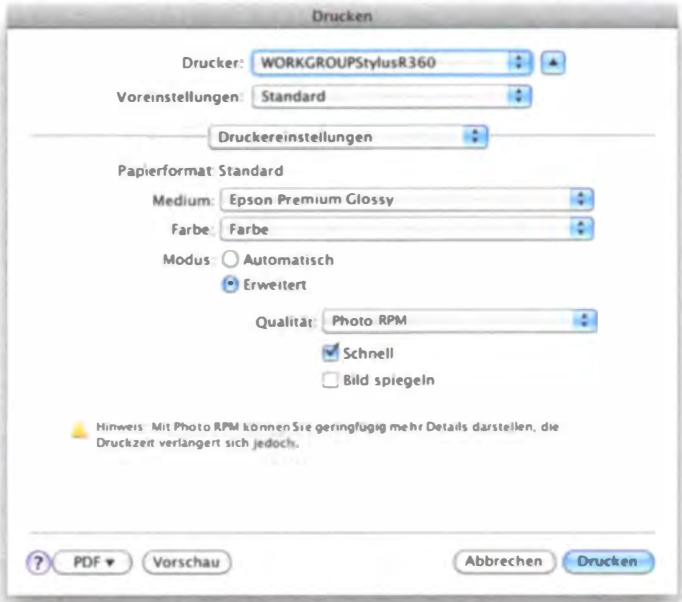 Drucken
Drucker: WORKGROUPStylusR360
Voreinstellungen: Standard
Druckereinstellungen
Papierformat: Standard
Medium: Epson Premium Glossy
Farbe: Farbe
Modus: Automatisch
Erweitert
Qualität: Photo RPM
Schnell
Bild spiegeln
Hinweis: Mit Photo RPM können Sie geringfügig mehr Details darstellen, die
Druckzeit verlängert sich jedoch.
? PDF ▾ Vorschau Abbrechen Drucken